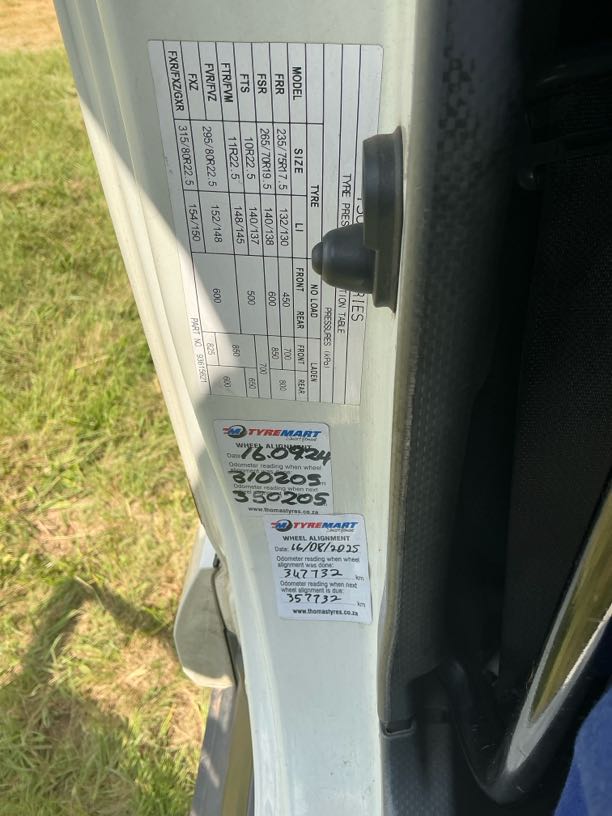 ERIES
TYRE PRES TION TABLE
TYRE PRESSURES (kPa)
MODEL SIZE LI NO LOAD LADEN
FRONT REAR FRONT REAR
FRR 235/75R17.5 132/130 450 700
FSR 265/70R19.5 140/138 600 850 700
FTS 10R22.5 140/137 500 650
FTR/FVM 11R22.5 148/145 850
FVR/FVZ 295/80R22.5 152/148 600 825 600
FXZ
FXR/FXZ/GXR 315/80R22.5 154/150
PART NO. 93615621
TYREMART
WHEEL ALIGNMENT
Date: 16.09.24
Odometer reading when wheel
alignment was done:
310205 km
Odometer reading when next
350205
www.thomastyres.co.za
TYREMART
WHEEL ALIGNMENT
Date: 16/08/2025
Odometer reading when wheel
alignment was done:
347732 km
Odometer reading when next
wheel alignment is due:
357732 km
www.thomastyres.co.za